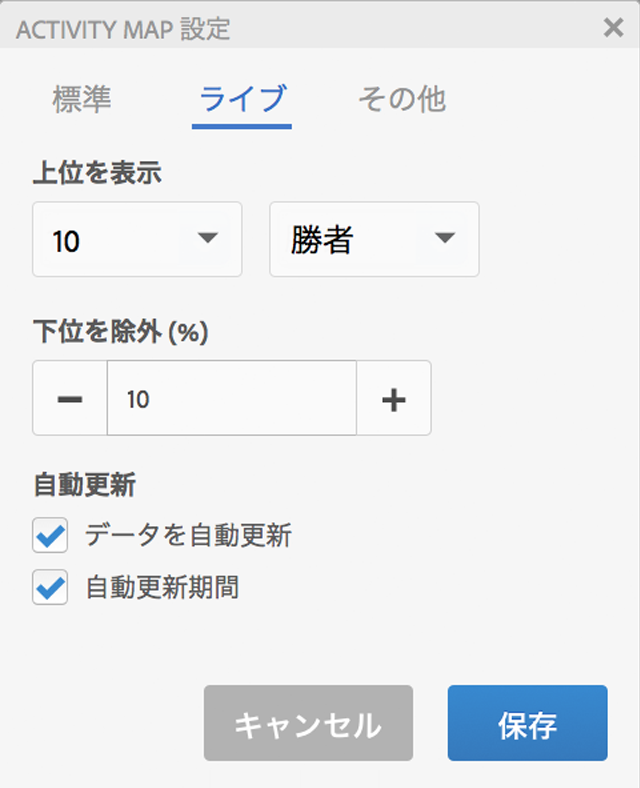 ACTIVITY MAP 設定
標準 ライブ その他
上位を表示
10 勝者
下位を除外 (%)
− 10 +
自動更新
データを自動更新
自動更新期間
キャンセル 保存